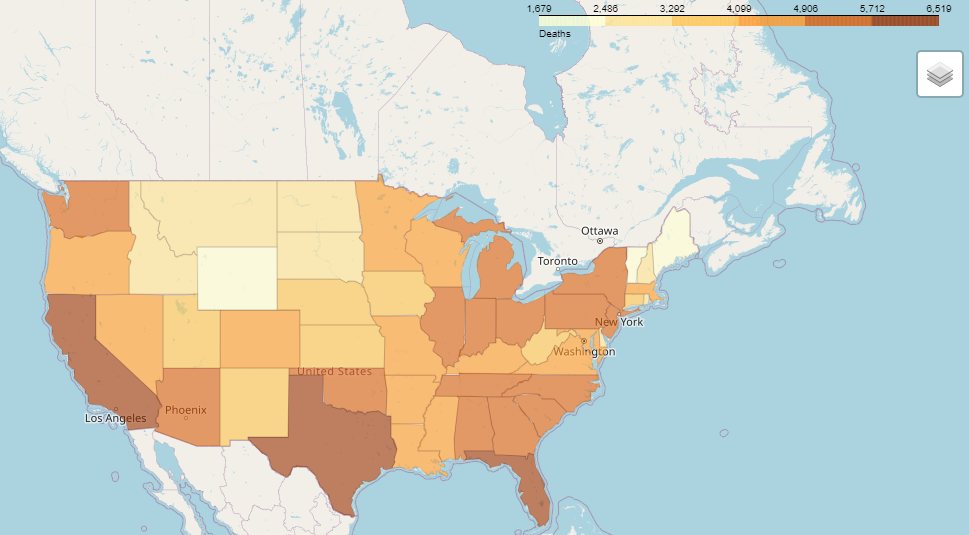 1,679 2,486 3,292 4,099 4,906 5,712 6,519
Deaths
Ottawa
Toronto
New York
Washington
United States
Phoenix
Los Angeles